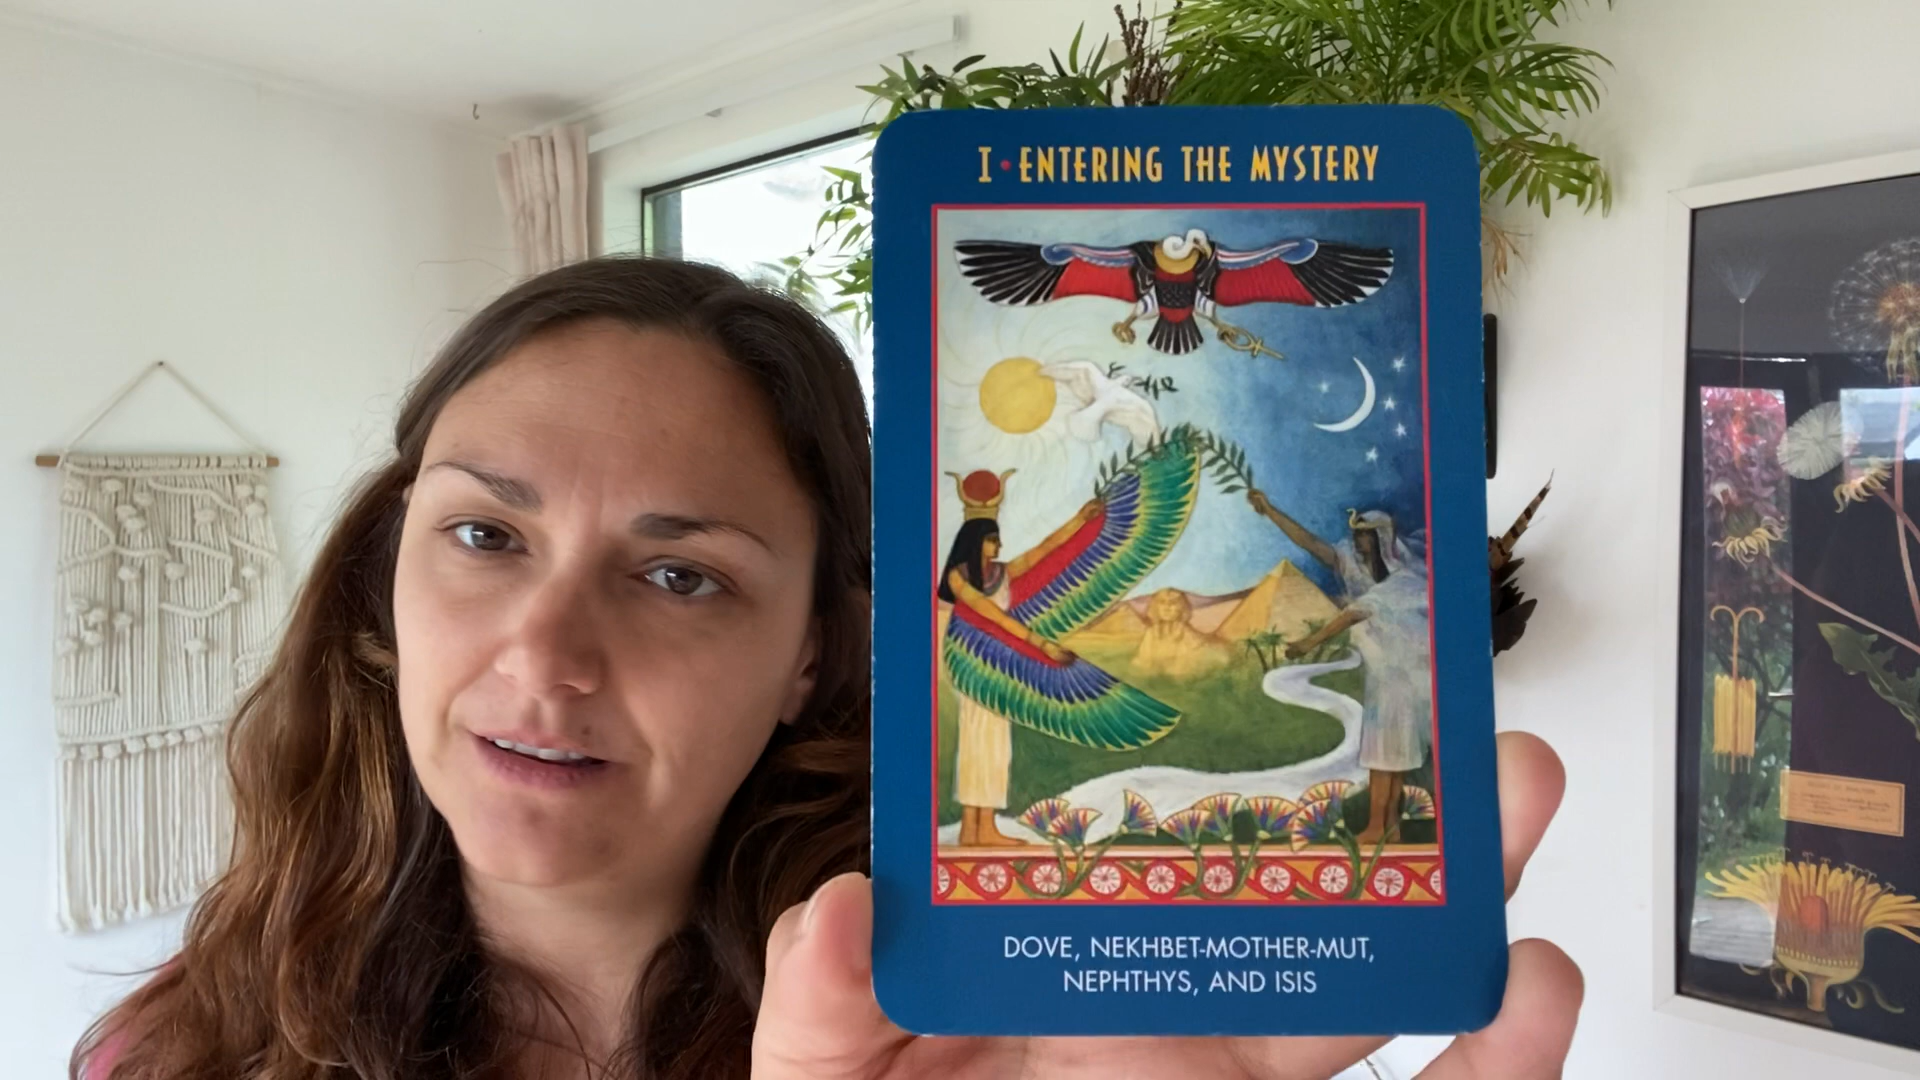 I • ENTERING THE MYSTERY
DOVE, NEKHBET-MOTHER-MUT,
NEPHTHYS, AND ISIS